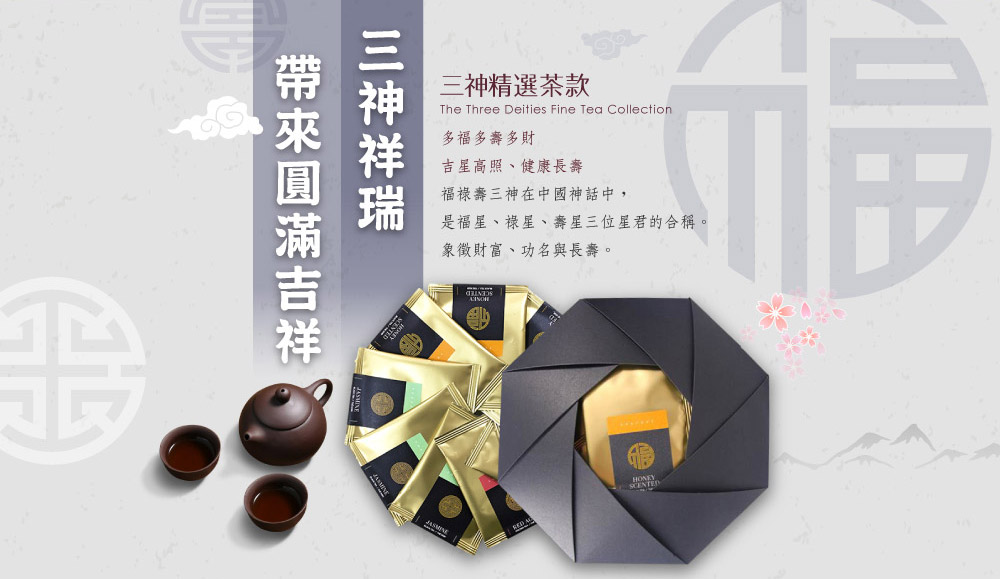 三神祥瑞
帶來圓滿吉祥
三神精選茶款
The Three Deities Fine Tea Collection
多福多壽多財
吉星高照、健康長壽
福祿壽三神在中國神話中，
是福星、祿星、壽星三位星君的合稱。
象徵財富、功名與長壽。
HONEY
SCENTED
HONEY
SCENTED
JASMINE
JASMINE
JASMINE
HONEY
SCENTED